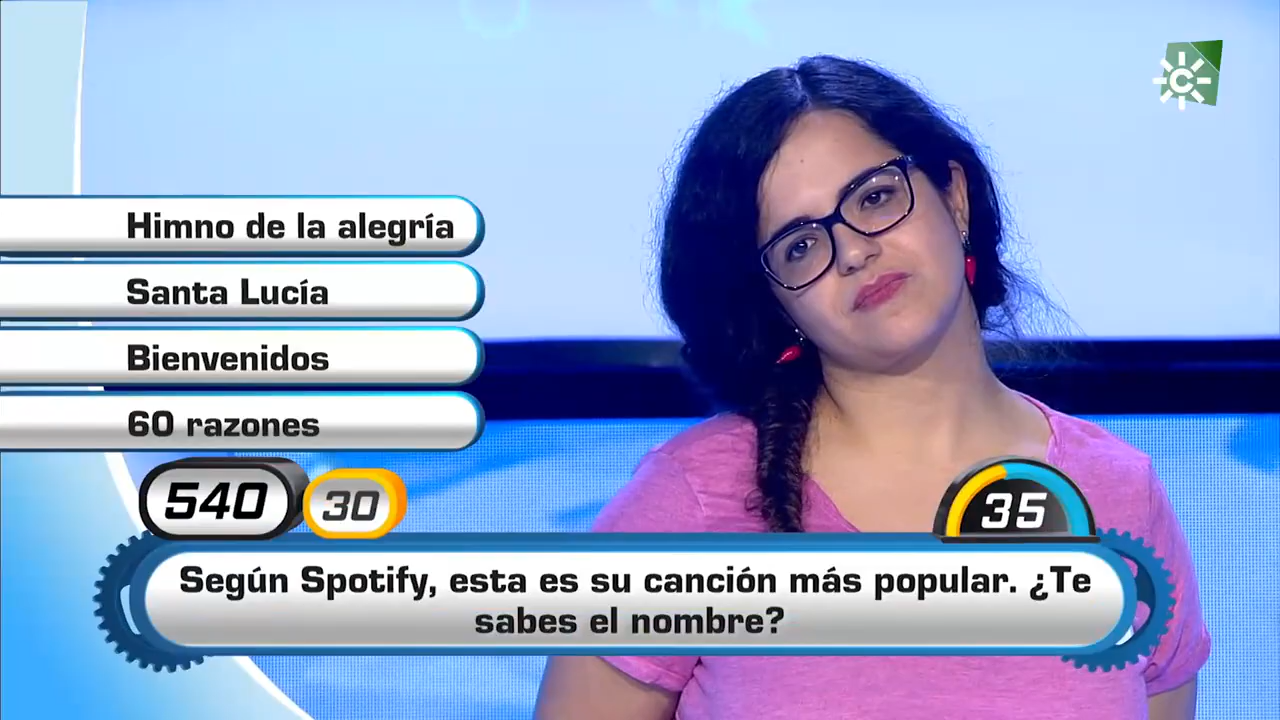 Himno de la alegría
Santa Lucía
Bienvenidos
60 razones
540
30
35
Según Spotify, esta es su canción más popular. ¿Te
sabes el nombre?